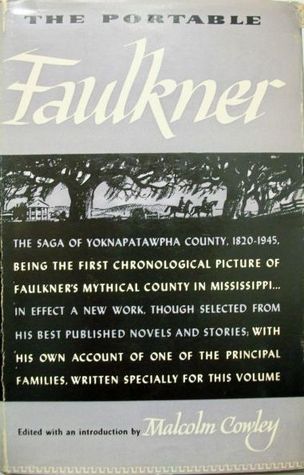 THE PORTABLE
Faulkner
THE SAGA OF YOKNAPATAWPHA COUNTY, 1820-1945,
BEING THE FIRST CHRONOLOGICAL PICTURE OF
FAULKNER'S MYTHICAL COUNTY IN MISSISSIPPI...
IN EFFECT A NEW WORK, THOUGH SELECTED FROM
HIS BEST PUBLISHED NOVELS AND STORIES; WITH
HIS OWN ACCOUNT OF ONE OF THE PRINCIPAL
FAMILIES, WRITTEN SPECIALLY FOR THIS VOLUME
Edited with an introduction by Malcolm Cowley